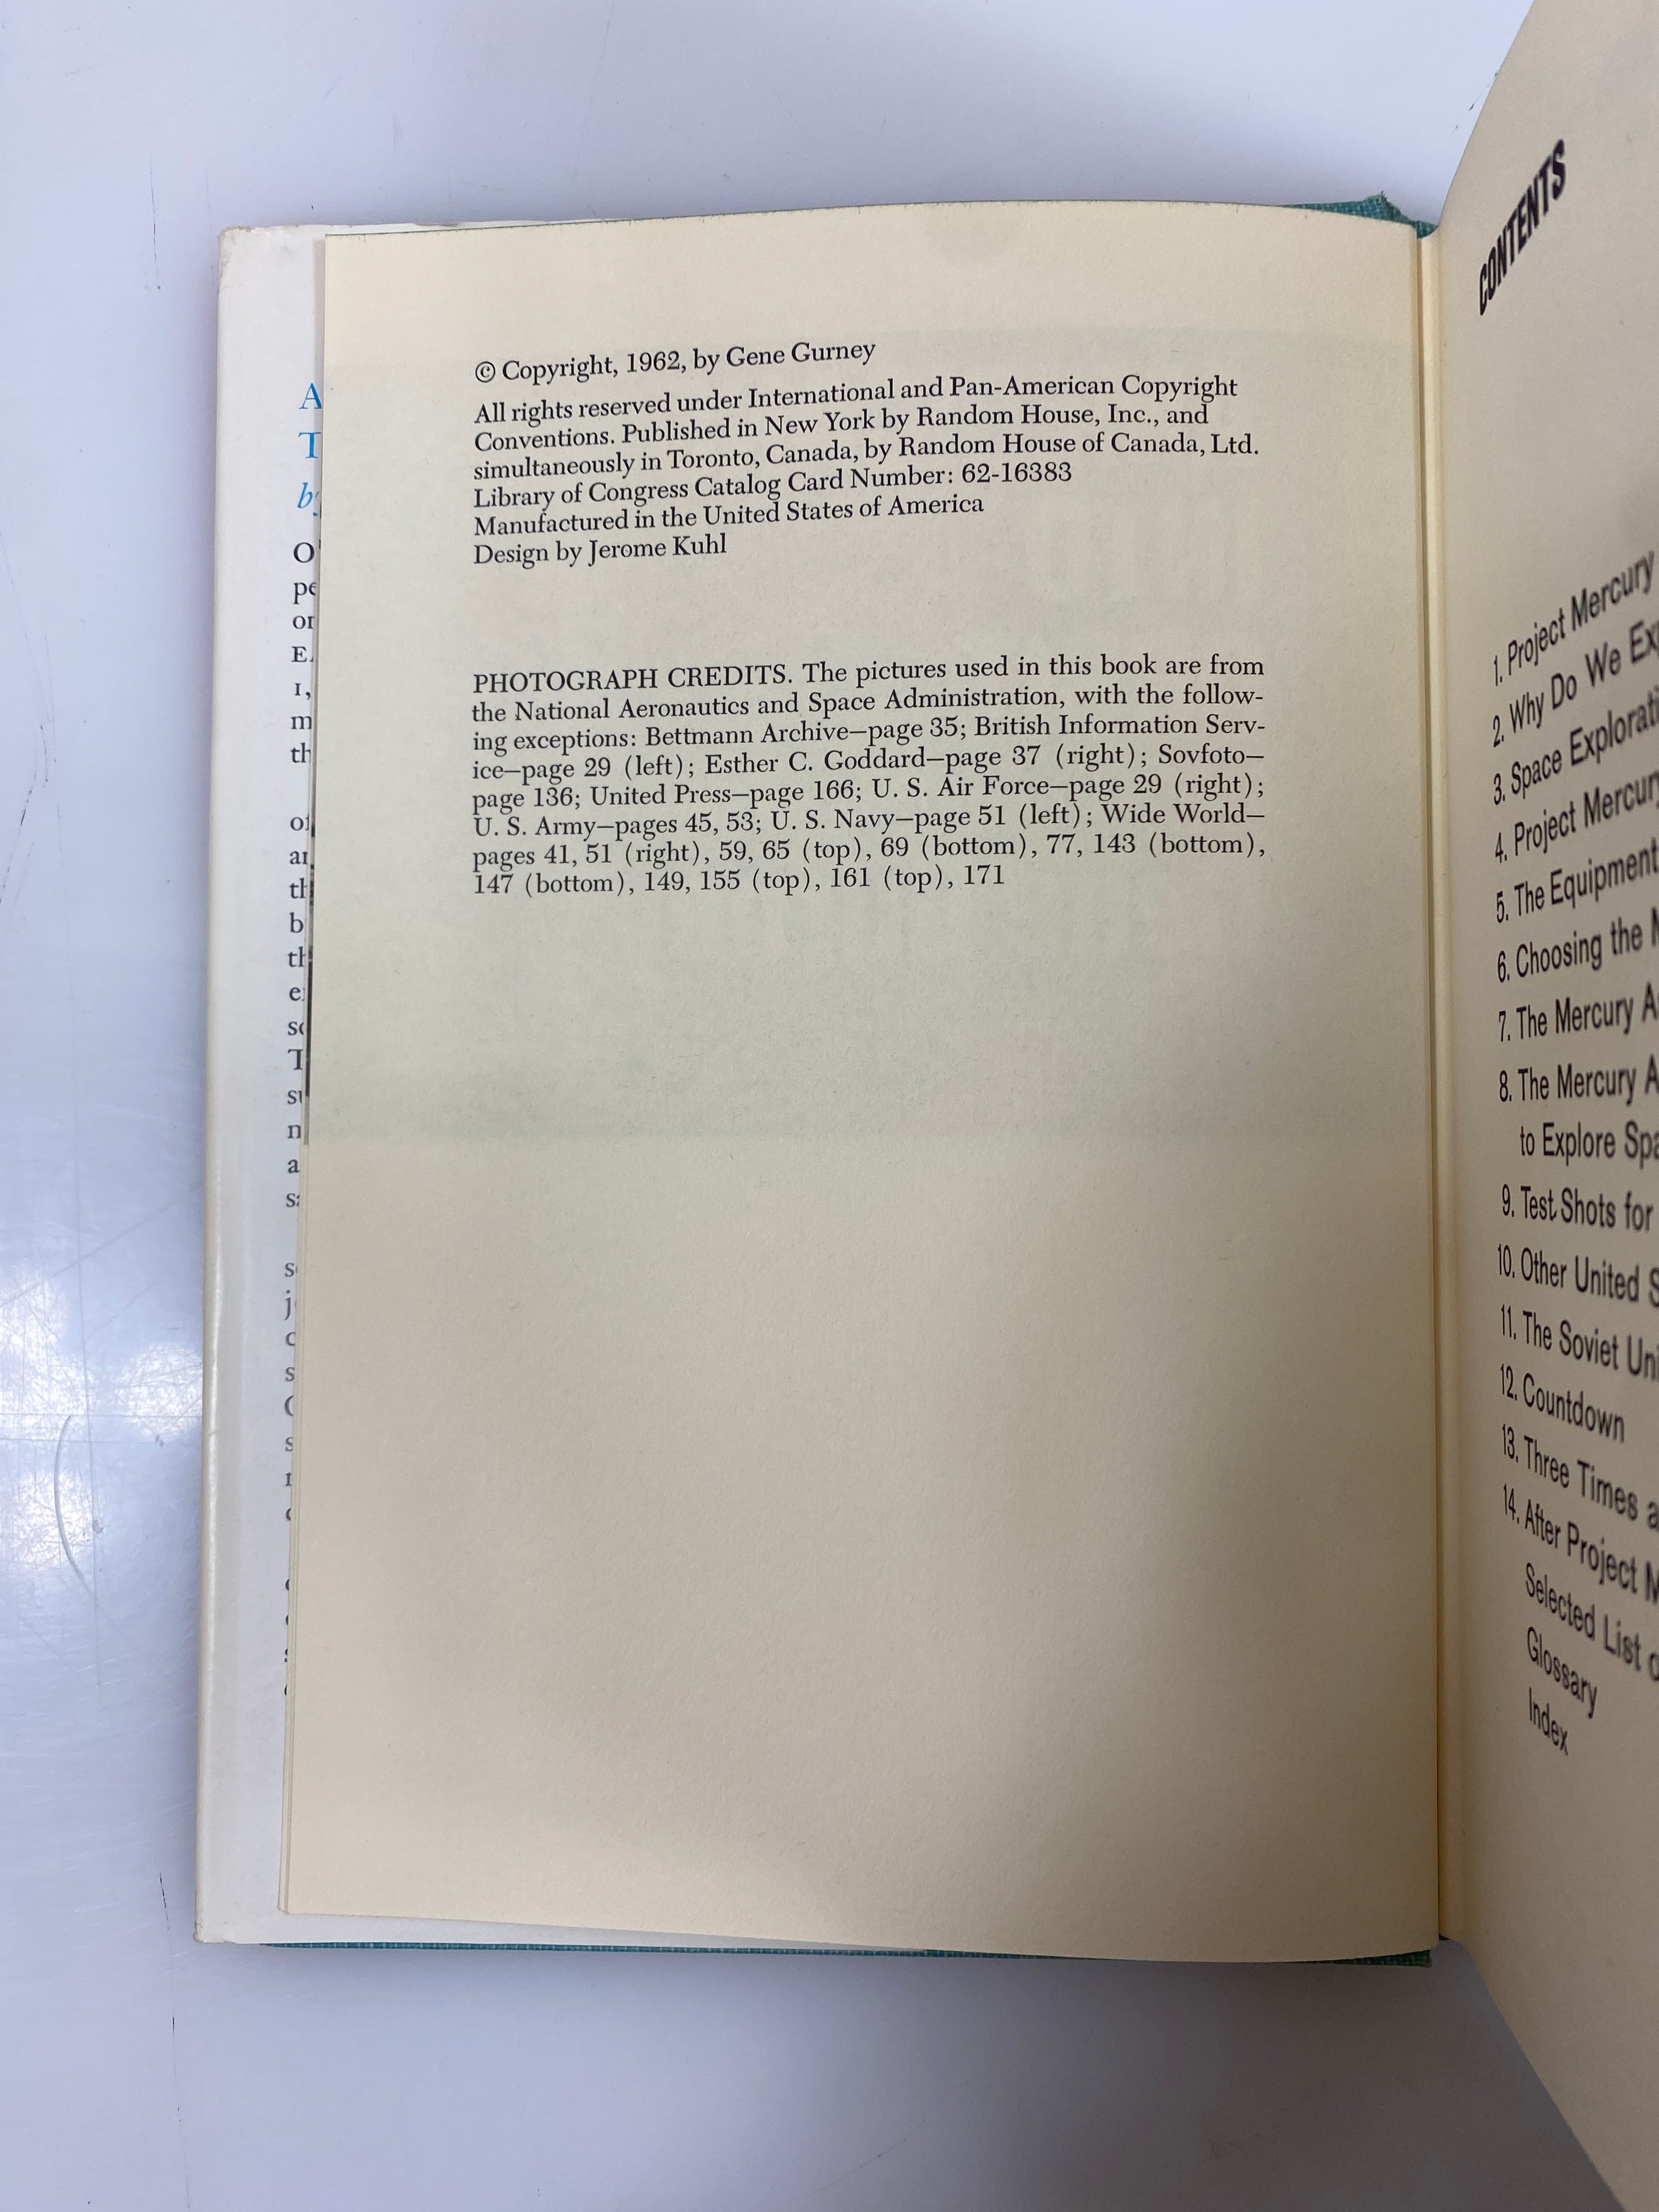 A
T
© Copyright, 1962, by Gene Gurney
All rights reserved under International and Pan-American Copyright
Conventions. Published in New York by Random House, Inc., and
simultaneously in Toronto, Canada, by Random House of Canada, Ltd.
Library of Congress Catalog Card Number: 62-16383
Manufactured in the United States of America
Design by Jerome Kuhl
PHOTOGRAPH CREDITS. The pictures used in this book are from
the National Aeronautics and Space Administration, with the follow-
ing exceptions: Bettmann Archive—page 35; British Information Serv-
ice—page 29 (left); Esther C. Goddard—page 37 (right); Sovfoto—
page 136; United Press—page 166; U. S. Air Force—page 29 (right);
U. S. Army—pages 45, 53; U. S. Navy—page 51 (left); Wide World—
pages 41, 51 (right), 59, 65 (top), 69 (bottom), 77, 143 (bottom),
147 (bottom), 149, 155 (top), 161 (top), 171
CONTENTS
1. Project Mercury
2. Why Do We
3. Space
4. Project Mercury
5. The Equipment
6. Choosing the
7. The Mercury
8. The Mercury
to Explore
9. Test Shots for
10. Other United
11. The Soviet
12. Countdown
13. Three Times
14. After Project
Selected List
Glossary
Index